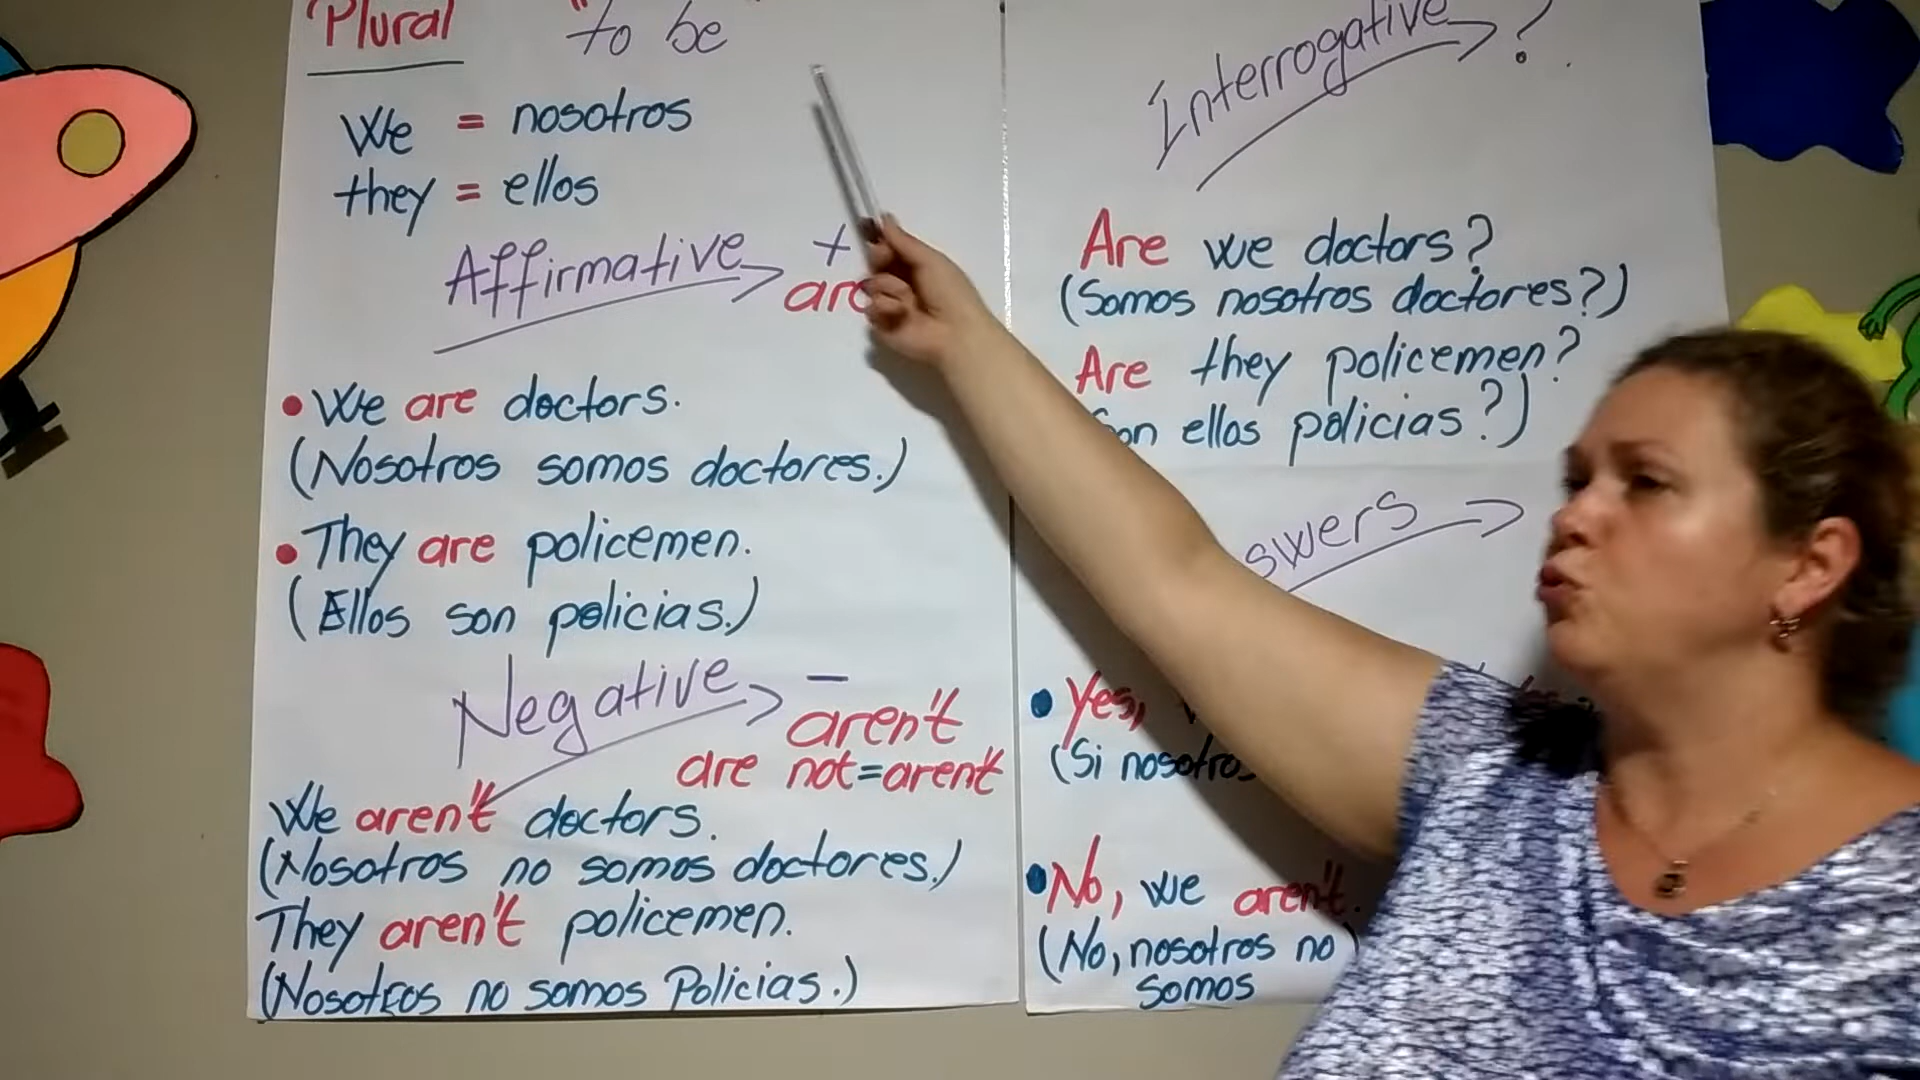 Plural "to be"
We = nosotros
they = ellos
Affirmative +
are
We are doctors.
(Nosotros somos doctores.)
They are policemen.
(Ellos son policias.)
Negative -
aren't
are not=aren't
We aren't doctors.
(Nosotros no somos doctores.)
They aren't policemen.
(Nosotros no somos Policias.)
Interrogative ?
Are we doctors?
(Somos nosotros doctores?)
Are they policemen?
ellos policias?)
Yes,
(Si
No, we aren't.
(No, nosotros no
somos